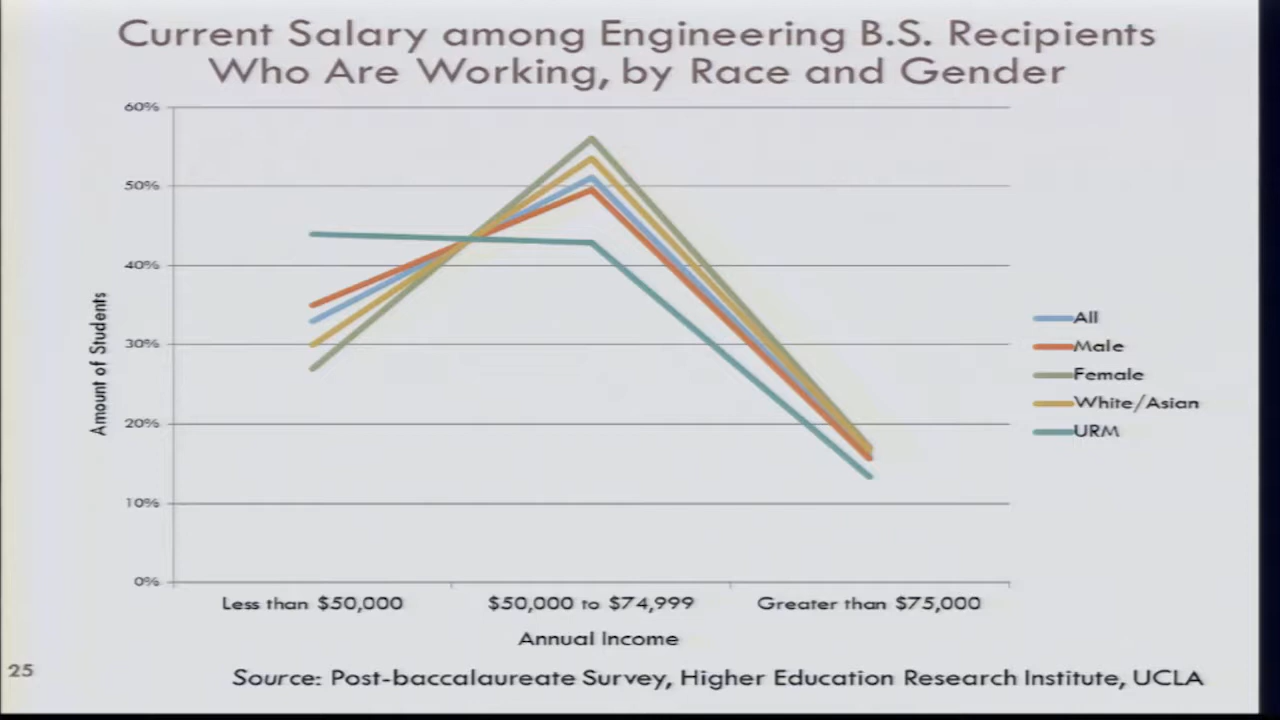 Current Salary among Engineering B.S. Recipients
Who Are Working, by Race and Gender
60%
50%
40%
30%
20%
10%
0%
Amount of Students
Less than $50,000
$50,000 to $74,999
Greater than $75,000
Annual Income
All
Male
Female
White/Asian
URM
25
Source: Post-baccalaureate Survey, Higher Education Research Institute, UCLA